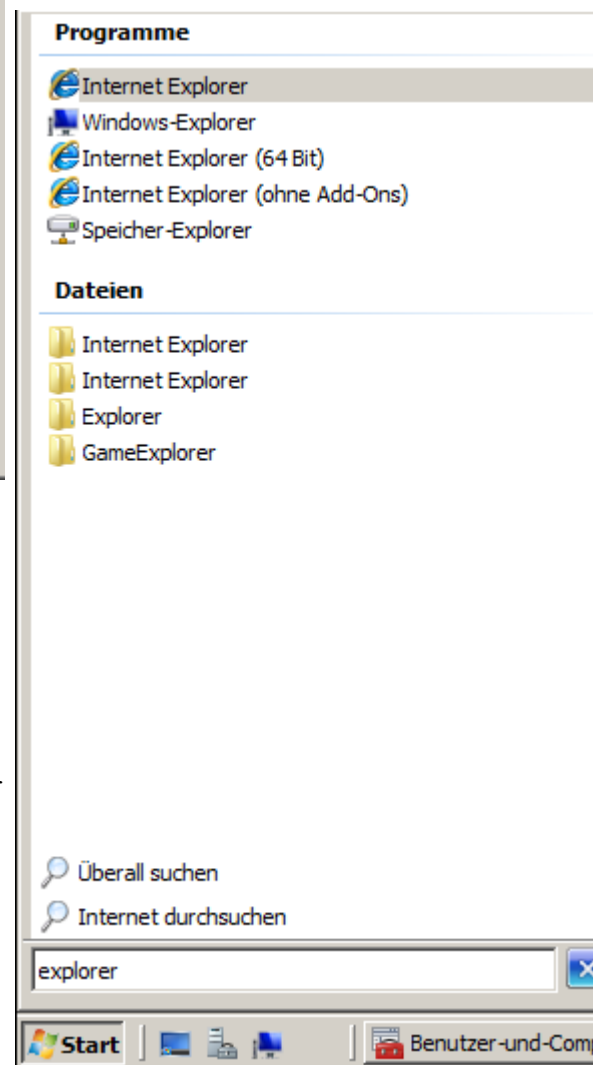 Programme
Internet Explorer
Windows-Explorer
Internet Explorer (64 Bit)
Internet Explorer (ohne Add-Ons)
Speicher-Explorer
Dateien
Internet Explorer
Internet Explorer
Explorer
GameExplorer
Überall suchen
Internet durchsuchen
explorer
Start
Benutzer-und-Comp